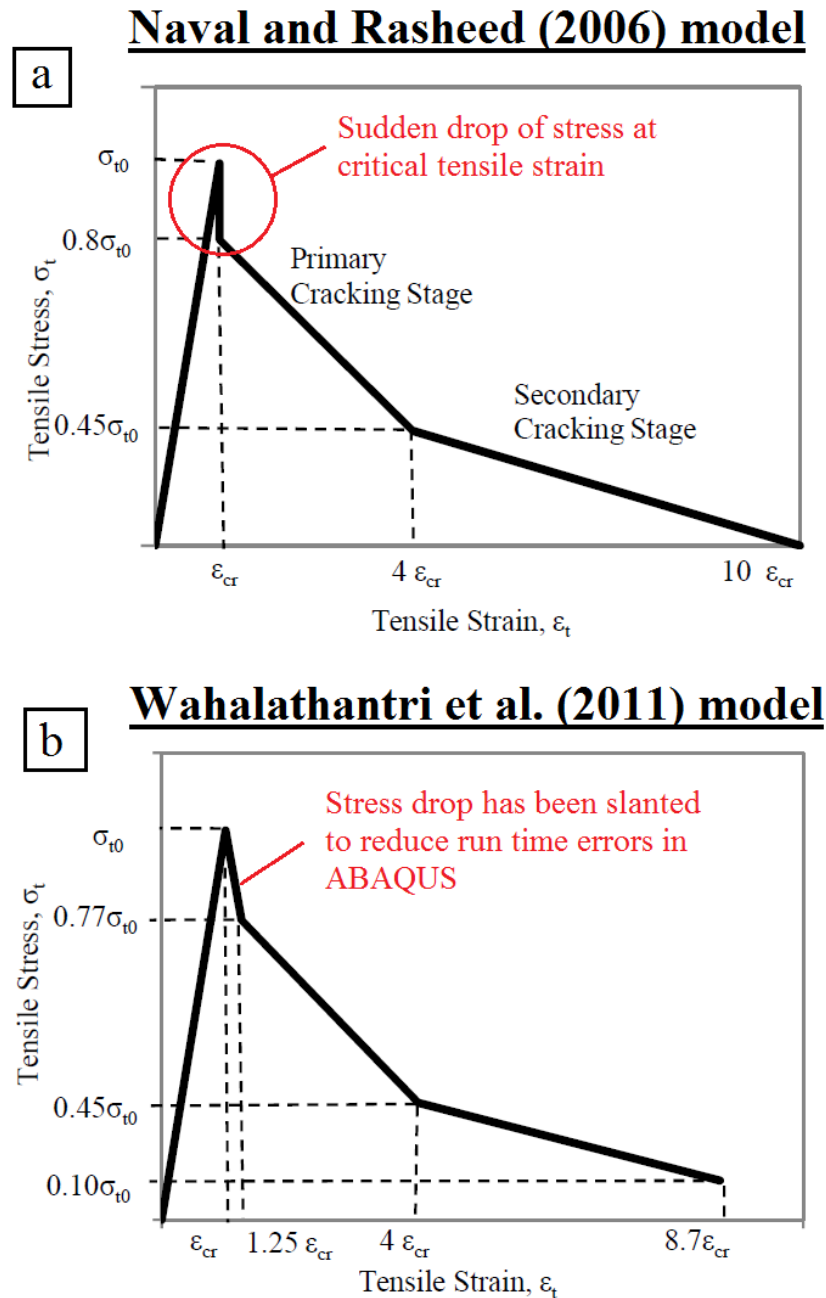 Naval and Rasheed (2006) model
a
Sudden drop of stress at
critical tensile strain
σt0
0.8σt0
Primary
Cracking Stage
Tensile Stress, σt
Secondary
Cracking Stage
0.45σt0
εcr
4 εcr
10 εcr
Tensile Strain, εt
Wahalathantri et al. (2011) model
b
Stress drop has been slanted
to reduce run time errors in
ABAQUS
σt0
0.77σt0
Tensile Stress, σt
0.45σt0
0.10σt0
εcr
1.25 εcr
4 εcr
8.7εcr
Tensile Strain, εt